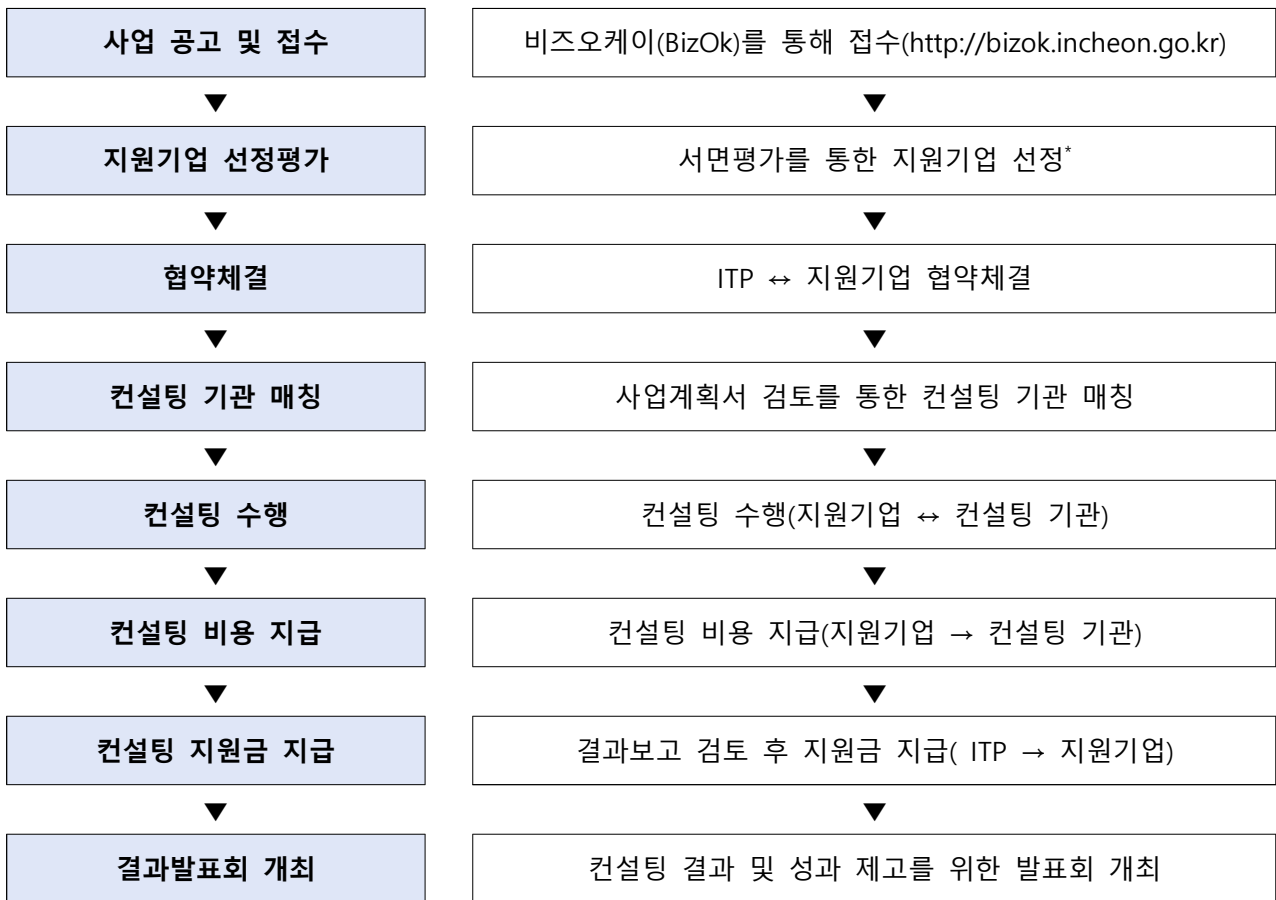 사업 공고 및 접수
비즈오케이(BizOk)를 통해 접수(http://bizok.incheon.go.kr)
▼ ▼
지원기업 선정평가
서면평가를 통한 지원기업 선정*
▼ ▼
협약체결
ITP ↔ 지원기업 협약체결
▼ ▼
컨설팅 기관 매칭
사업계획서 검토를 통한 컨설팅 기관 매칭
▼ ▼
컨설팅 수행
컨설팅 수행(지원기업 ↔ 컨설팅 기관)
▼ ▼
컨설팅 비용 지급
컨설팅 비용 지급(지원기업 → 컨설팅 기관)
▼ ▼
컨설팅 지원금 지급
결과보고 검토 후 지원금 지급( ITP → 지원기업)
▼ ▼
결과발표회 개최
컨설팅 결과 및 성과 제고를 위한 발표회 개최